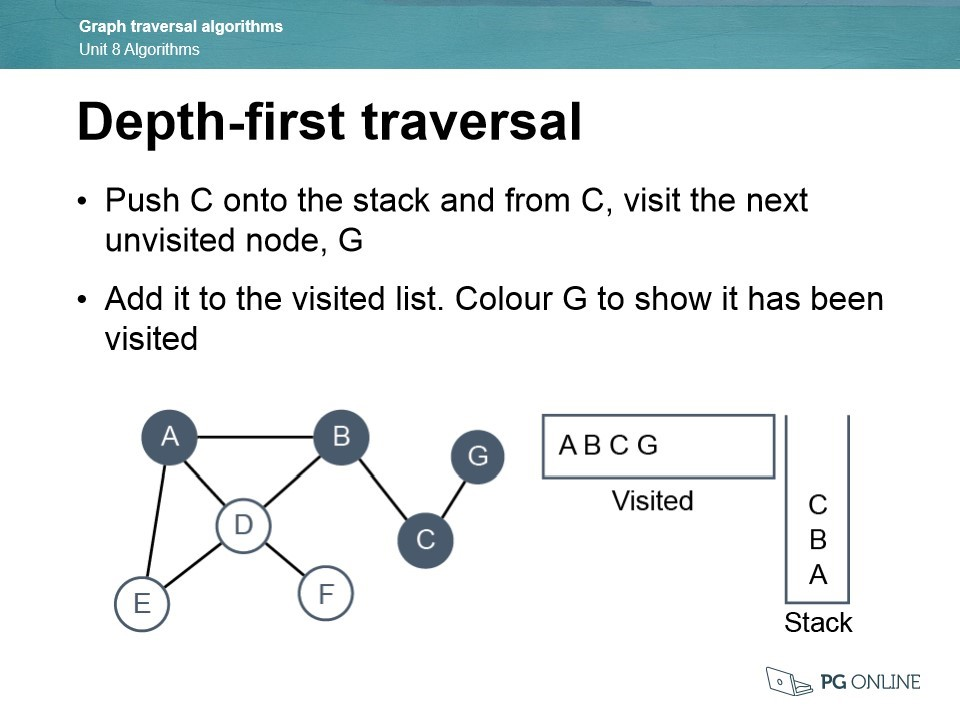 Graph traversal algorithms
Unit 8 Algorithms
Depth-first traversal
• Push C onto the stack and from C, visit the next
unvisited node, G
• Add it to the visited list. Colour G to show it has been
visited
A
B
G
D
C
E
F
A B C G
Visited
C
B
A
Stack
PG ONLINE